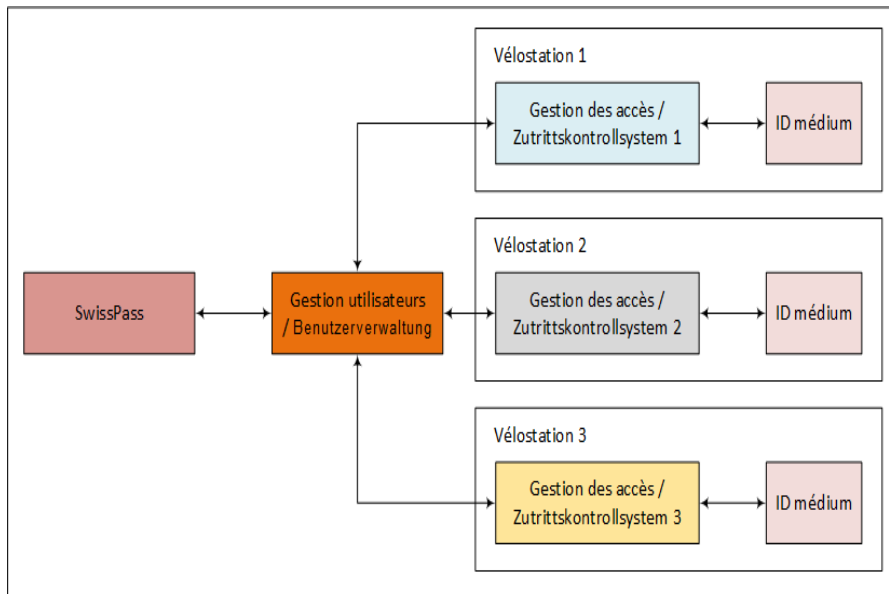 Vélostation 1
Gestion des accès /
Zutrittskontrollsystem 1
ID médium
Vélostation 2
SwissPass
Gestion utilisateurs
/ Benutzerverwaltung
Gestion des accès /
Zutrittskontrollsystem 2
ID médium
Vélostation 3
Gestion des accès /
Zutrittskontrollsystem 3
ID médium